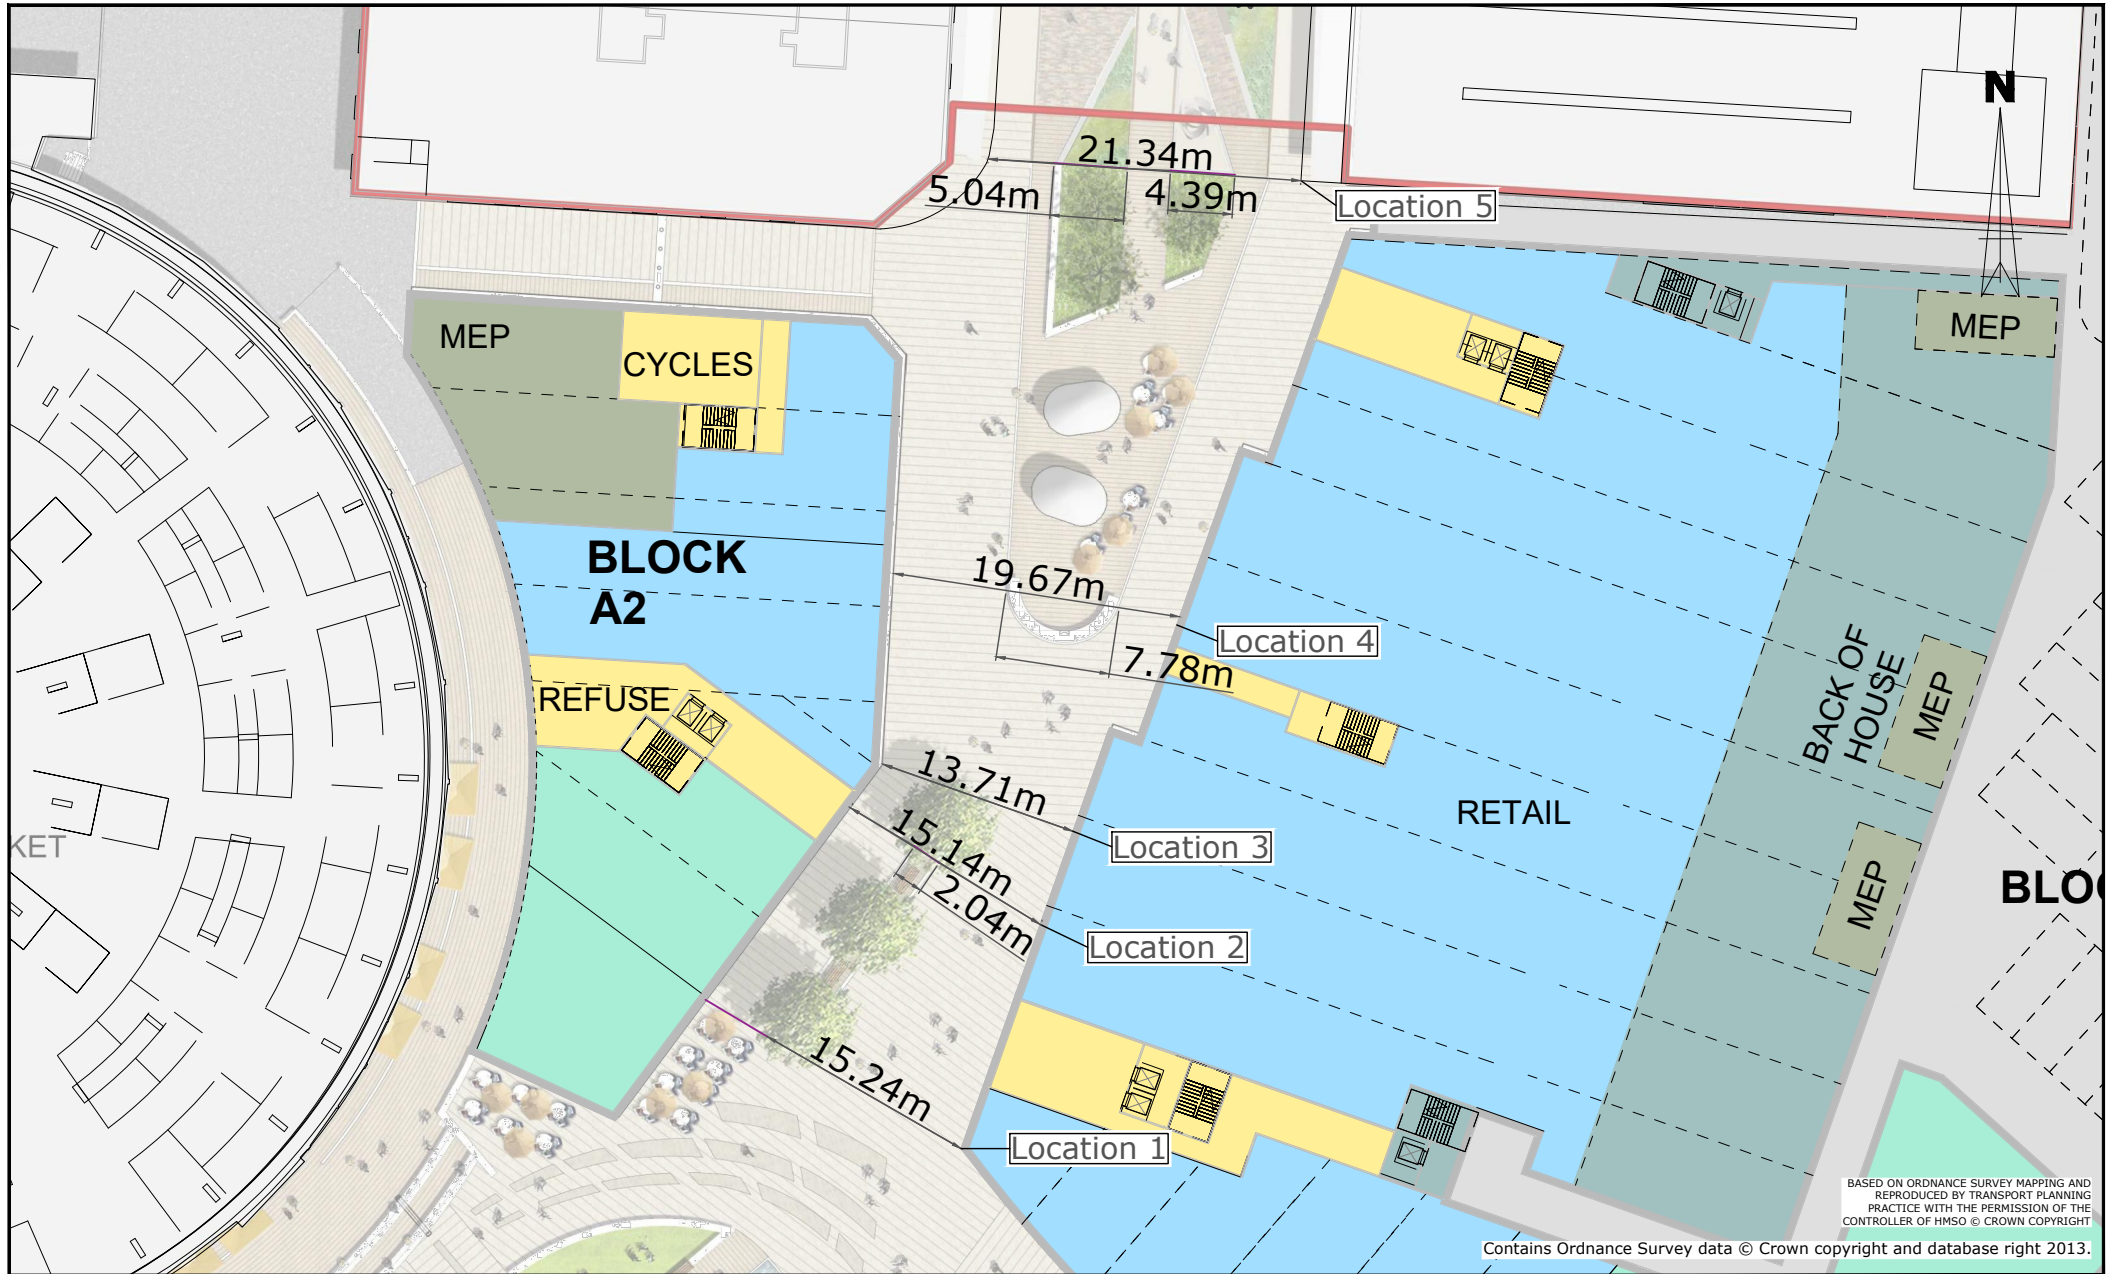 N
21.34m
5.04m
4.39m
Location 5
MEP
MEP
CYCLES
BLOCK
A2
19.67m
Location 4
7.78m
REFUSE
BACK OF
HOUSE
MEP
13.71m
RETAIL
15.14m
Location 3
KET
2.04m
MEP
BLOC
Location 2
15.24m
Location 1
BASED ON ORDNANCE SURVEY MAPPING AND
REPRODUCED BY TRANSPORT PLANNING
PRACTICE WITH THE PERMISSION OF THE
CONTROLLER OF HMSO © CROWN COPYRIGHT
Contains Ordnance Survey data © Crown copyright and database right 2013.